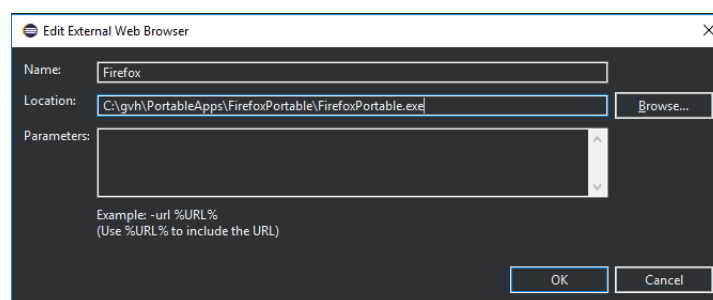 Edit External Web Browser
Name:
Firefox
Location:
C:\gvh\PortableApps\FirefoxPortable\FirefoxPortable.exe
Browse...
Parameters:
Example: -url %URL%
(Use %URL% to include the URL)
OK
Cancel